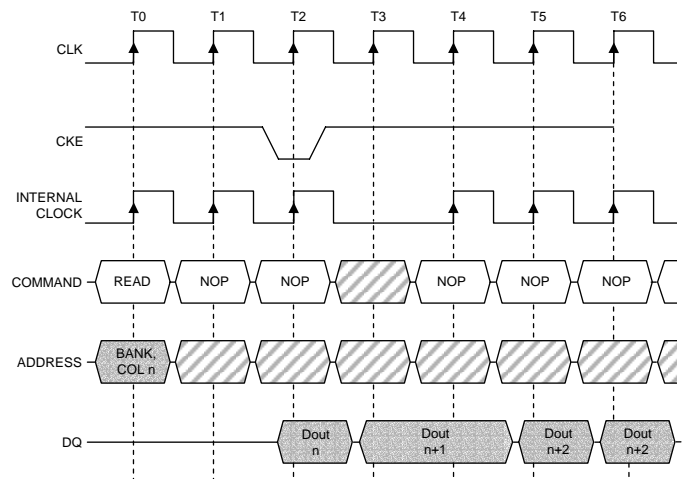 T0 T1 T2 T3 T4 T5 T6
CLK
CKE
INTERNAL
CLOCK
COMMAND READ NOP NOP NOP NOP NOP
ADDRESS BANK,
COL n
DQ Dout Dout Dout Dout
n n+1 n+2 n+2